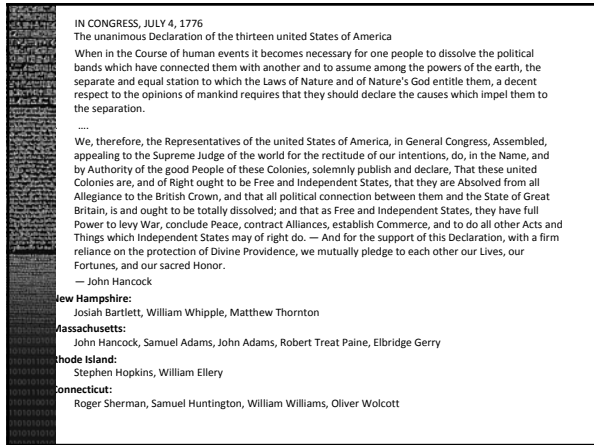 IN CONGRESS, JULY 4, 1776
The unanimous Declaration of the thirteen united States of America
When in the Course of human events it becomes necessary for one people to dissolve the political
bands which have connected them with another and to assume among the powers of the earth, the
separate and equal station to which the Laws of Nature and of Nature's God entitle them, a decent
respect to the opinions of mankind requires that they should declare the causes which impel them to
the separation.
....
We, therefore, the Representatives of the united States of America, in General Congress, Assembled,
appealing to the Supreme Judge of the world for the rectitude of our intentions, do, in the Name, and
by Authority of the good People of these Colonies, solemnly publish and declare, That these united
Colonies are, and of Right ought to be Free and Independent States, that they are Absolved from all
Allegiance to the British Crown, and that all political connection between them and the State of Great
Britain, is and ought to be totally dissolved; and that as Free and Independent States, they have full
Power to levy War, conclude Peace, contract Alliances, establish Commerce, and to do all other Acts and
Things which Independent States may of right do. — And for the support of this Declaration, with a firm
reliance on the protection of Divine Providence, we mutually pledge to each other our Lives, our
Fortunes, and our sacred Honor.
— John Hancock
New Hampshire:
Josiah Bartlett, William Whipple, Matthew Thornton
Massachusetts:
John Hancock, Samuel Adams, John Adams, Robert Treat Paine, Elbridge Gerry
Rhode Island:
Stephen Hopkins, William Ellery
Connecticut:
Roger Sherman, Samuel Huntington, William Williams, Oliver Wolcott